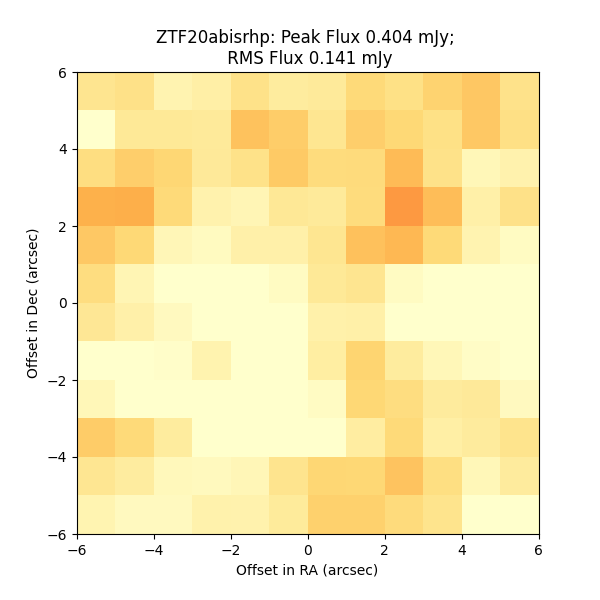 ZTF20abisrhp: Peak Flux 0.404 mJy;
RMS Flux 0.141 mJy
6
4
2
0
−2
−4
−6
Offset in Dec (arcsec)
−6 −4 −2 0 2 4 6
Offset in RA (arcsec)